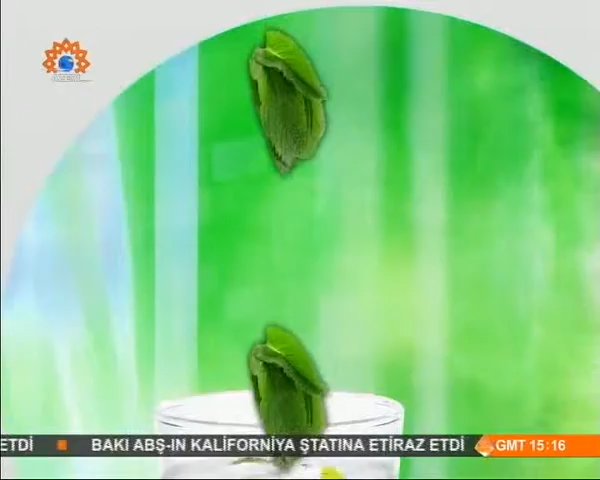 ETDİ ■ BAKI ABŞ-IN KALİFORNİYA ŞTATINA ETİRAZ ETDİ GMT 15:16